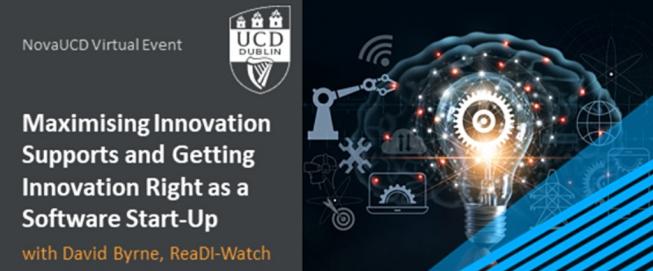 NovaUCD Virtual Event
UCD
DUBLIN
Maximising Innovation
Supports and Getting
Innovation Right as a
Software Start-Up
with David Byrne, ReaDI-Watch